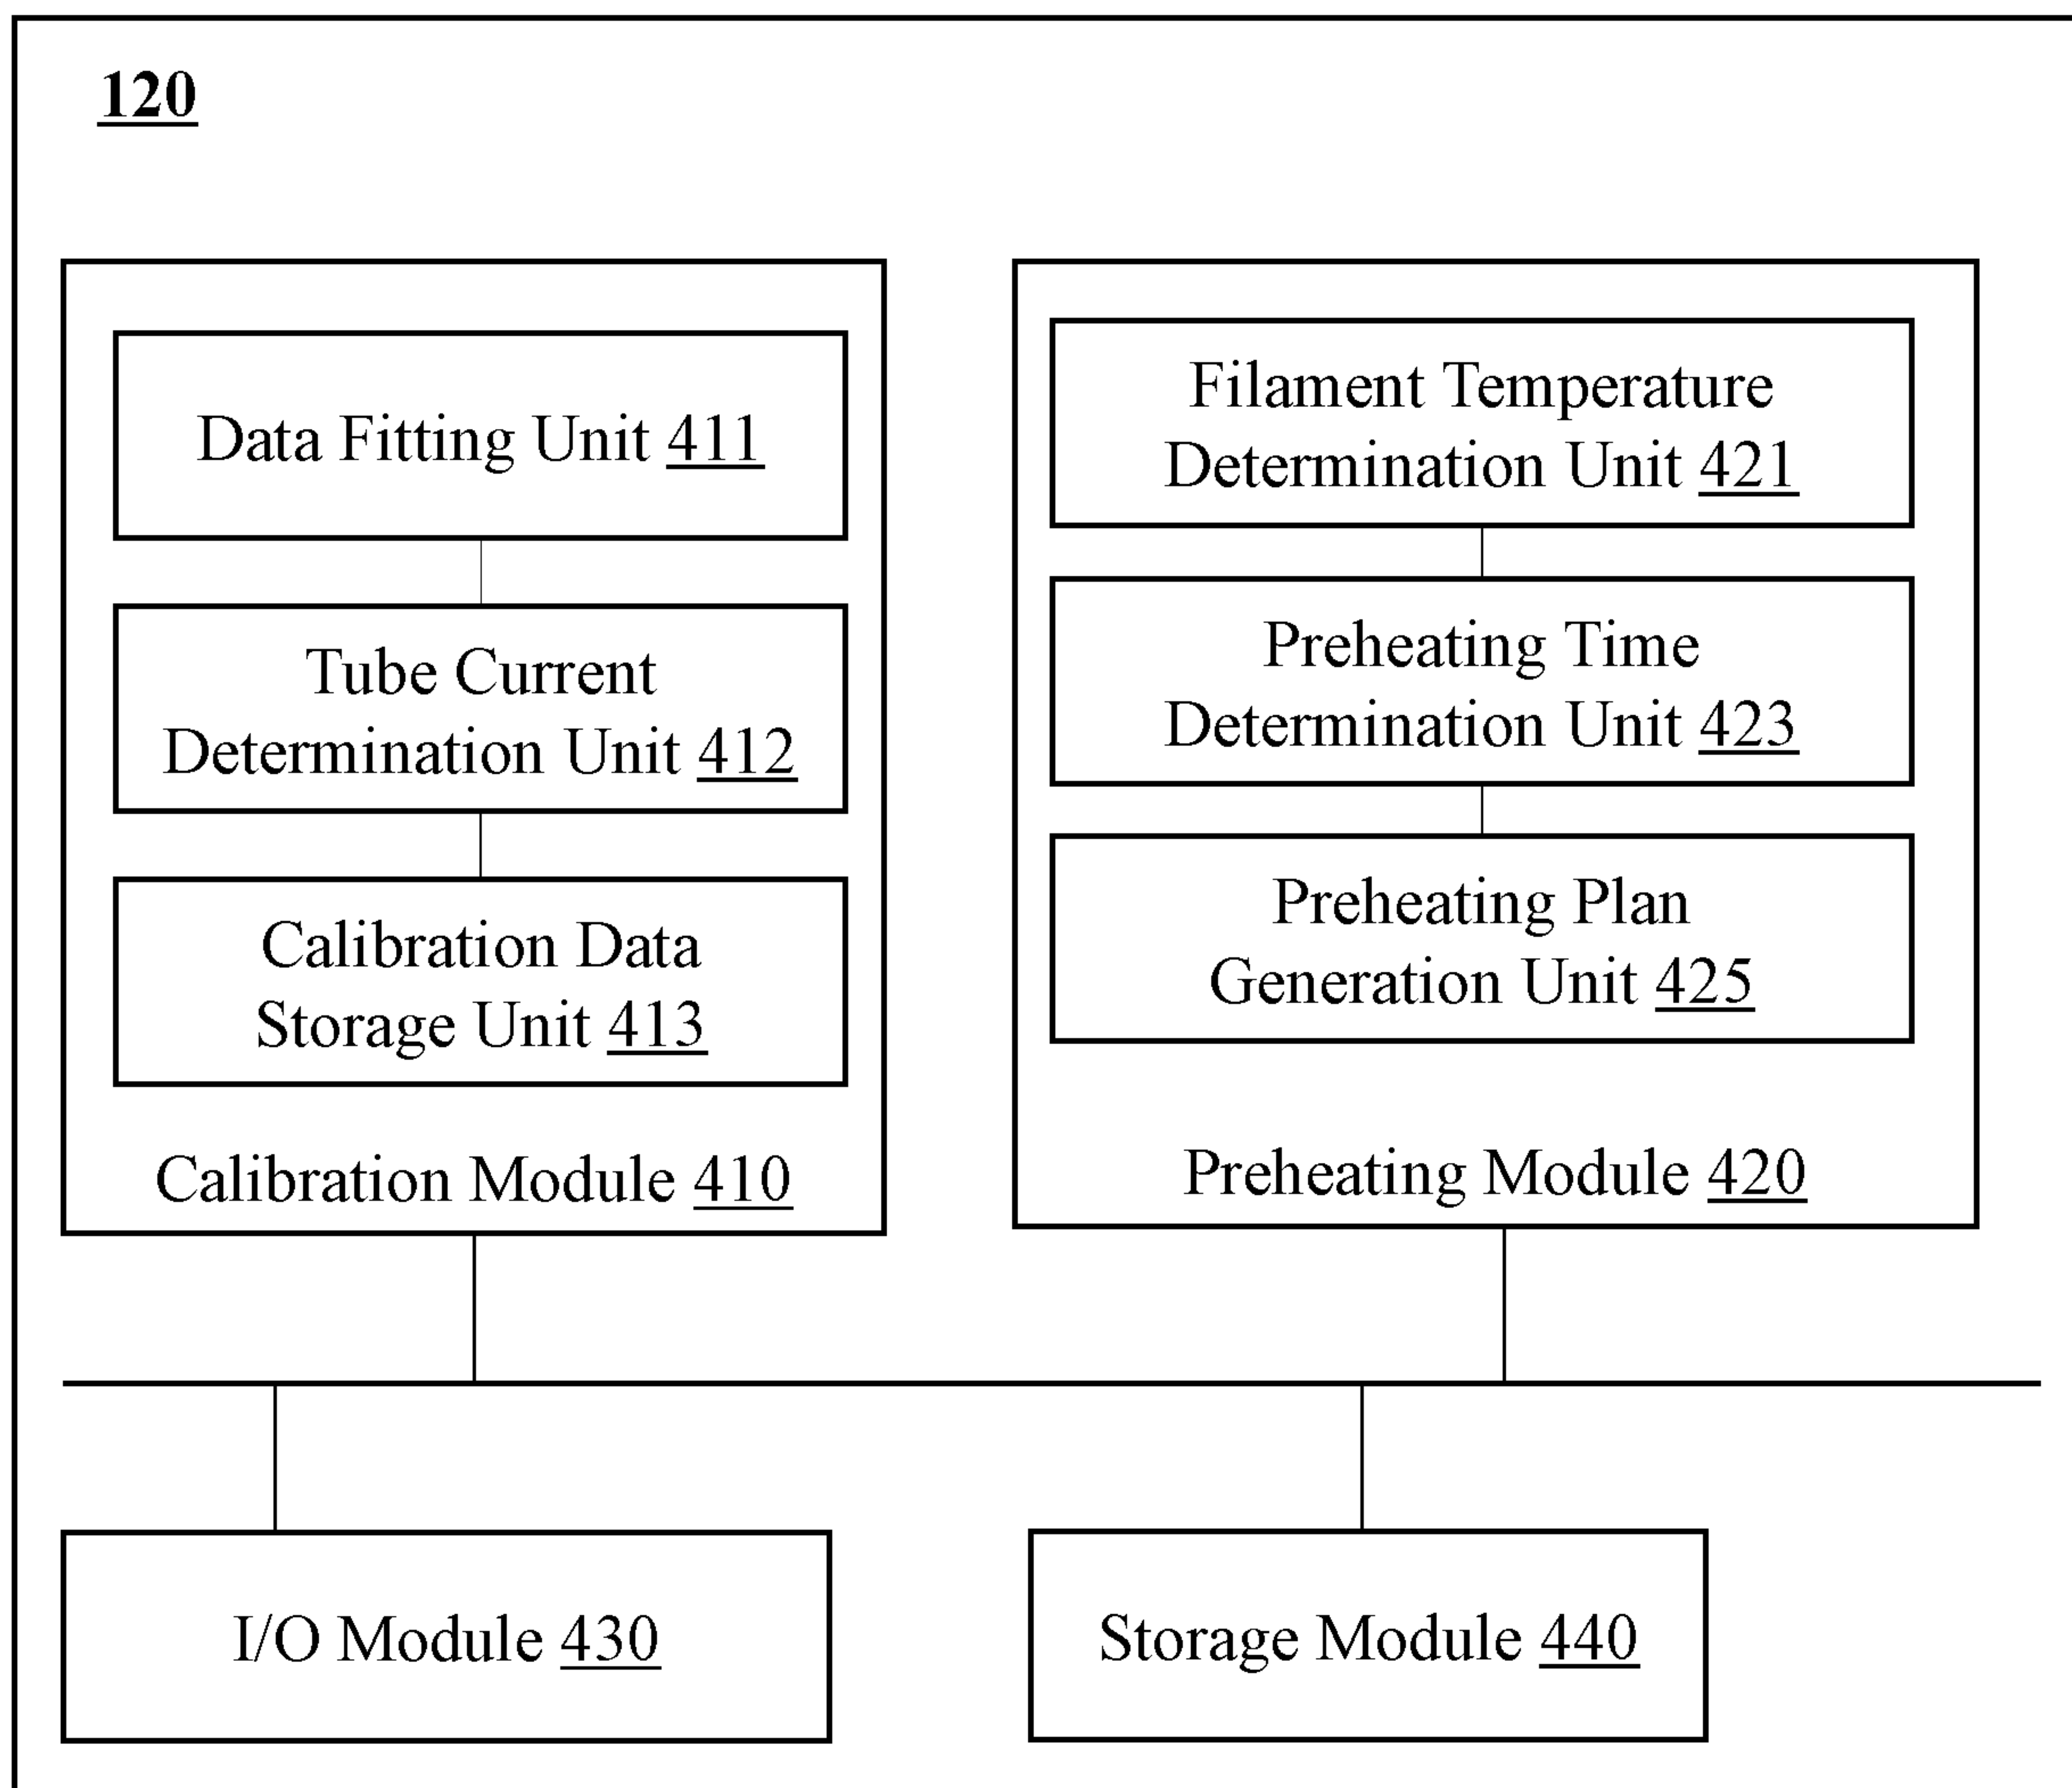 120
Data Fitting Unit 411
Tube Current
Determination Unit 412
Calibration Data
Storage Unit 413
Calibration Module 410
Filament Temperature
Determination Unit 421
Preheating Time
Determination Unit 423
Preheating Plan
Generation Unit 425
Preheating Module 420
I/O Module 430
Storage Module 440